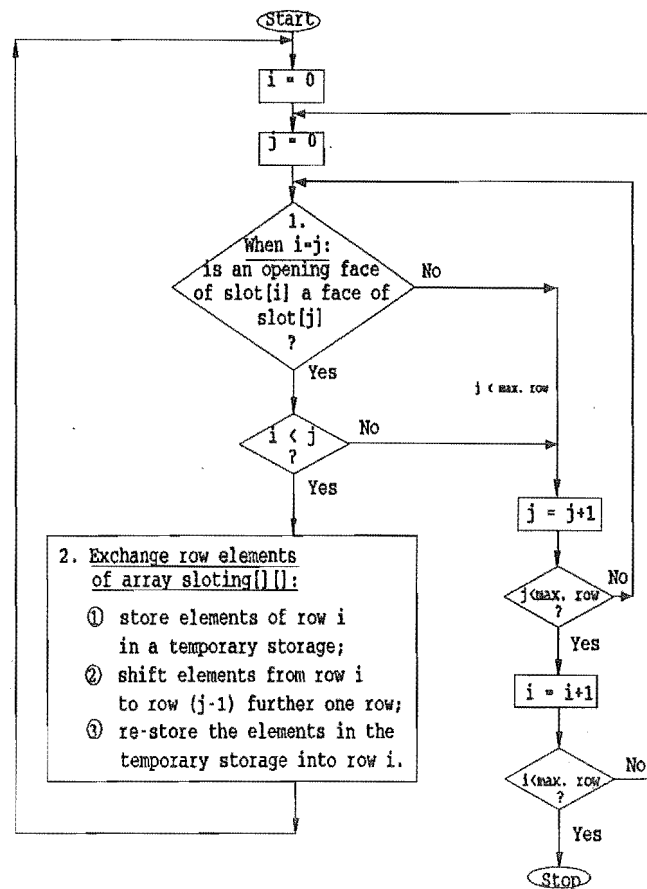 Start
i = 0
j = 0
1.
When i=j:
is an opening face
of slot[i] a face of
slot[j]
?
No
Yes
j < max. row
i < j
?
No
Yes
2. Exchange row elements
of array sloting[][]:
① store elements of row i
in a temporary storage;
② shift elements from row i
to row (j-1) further one row;
③ re-store the elements in the
temporary storage into row i.
j = j+1
j<max. row
?
No
Yes
i = i+1
i<max. row
?
No
Yes
Stop